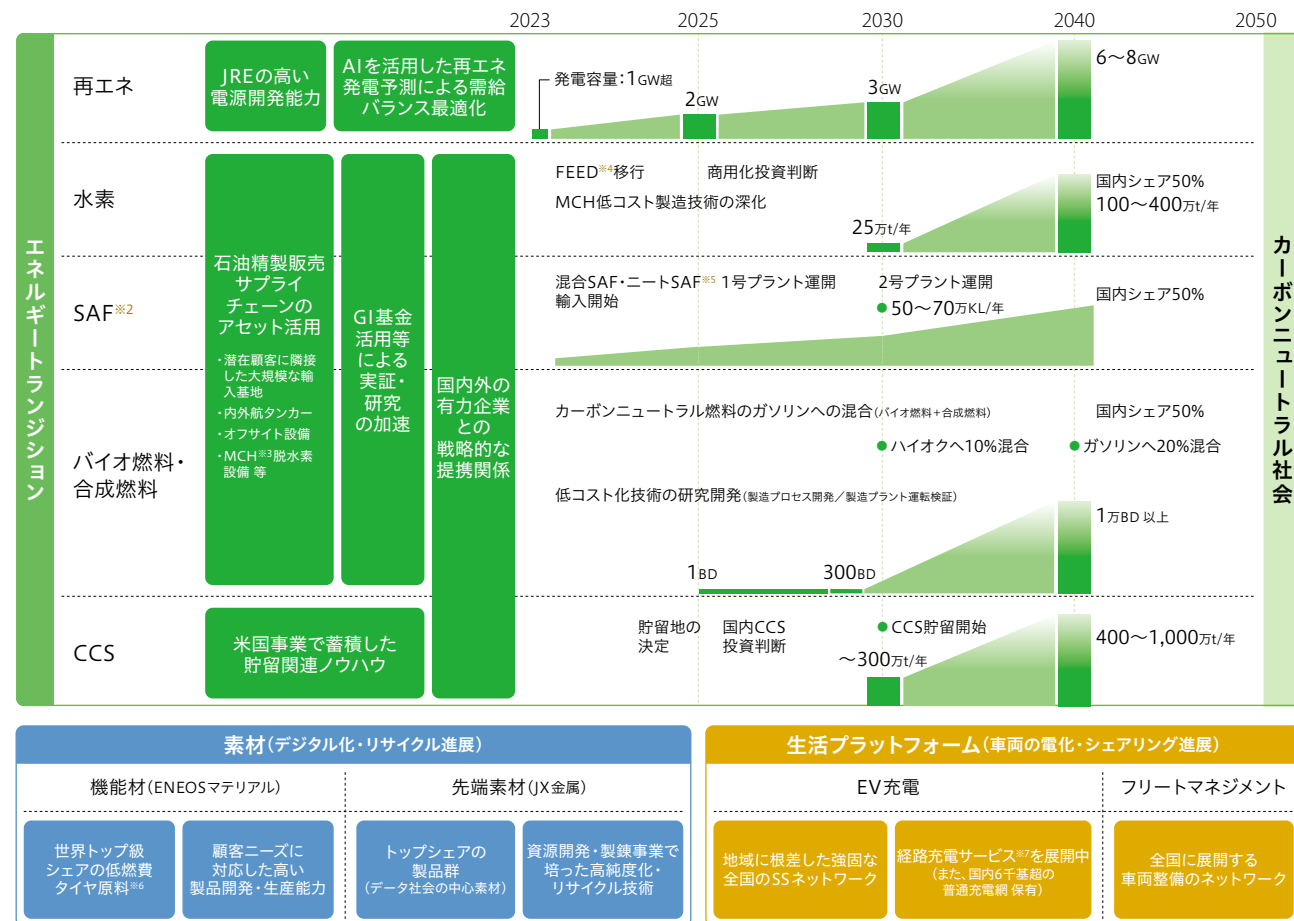 2023
2025
2030
2040
2050
エネルギートランジション
カーボンニュートラル社会
再エネ
JREの高い
電源開発能力
AIを活用した再エネ
発電予測による需給
バランス最適化
発電容量：1GW超
2GW
3GW
6～8GW
水素
石油精製販売
サプライ
チェーンの
アセット活用
・潜在顧客に隣接
した大規模な輸
入基地
・内外航タンカー
・オフサイト設備
・MCH※3脱水素
設備 等
GI基金
活用等
による
実証・
研究
の加速
国内外の
有力企業
との
戦略的な
提携関係
FEED※4移行
商用化投資判断
MCH低コスト製造技術の深化
25万t/年
国内シェア50%
100～400万t/年
SAF※2
混合SAF・ニートSAF※5
輸入開始
1号プラント運開
2号プラント運開
50～70万KL/年
国内シェア50%
バイオ燃料・
合成燃料
カーボンニュートラル燃料のガソリンへの混合（バイオ燃料＋合成燃料）
国内シェア50%
ハイオクへ10%混合
ガソリンへ20%混合
低コスト化技術の研究開発（製造プロセス開発／製造プラント運転検証）
1BD
300BD
1万BD 以上
CCS
米国事業で蓄積した
貯留関連ノウハウ
貯留地の
決定
国内CCS
投資判断
CCS貯留開始
～300万t/年
400～1,000万t/年
素材（デジタル化・リサイクル進展）
機能材（ENEOSマテリアル）
世界トップ級
シェアの低燃費
タイヤ原料※6
顧客ニーズに
対応した高い
製品開発・生産能力
先端素材（JX金属）
トップシェアの
製品群
（データ社会の中心素材）
資源開発・製錬事業で
培った高純度化・
リサイクル技術
生活プラットフォーム（車両の電化・シェアリング進展）
EV充電
地域に根差した強固な
全国のSSネットワーク
経路充電サービス※7を展開中
（また、国内6千基超の
普通充電網 保有）
フリートマネジメント
全国に展開する
車両整備のネットワーク